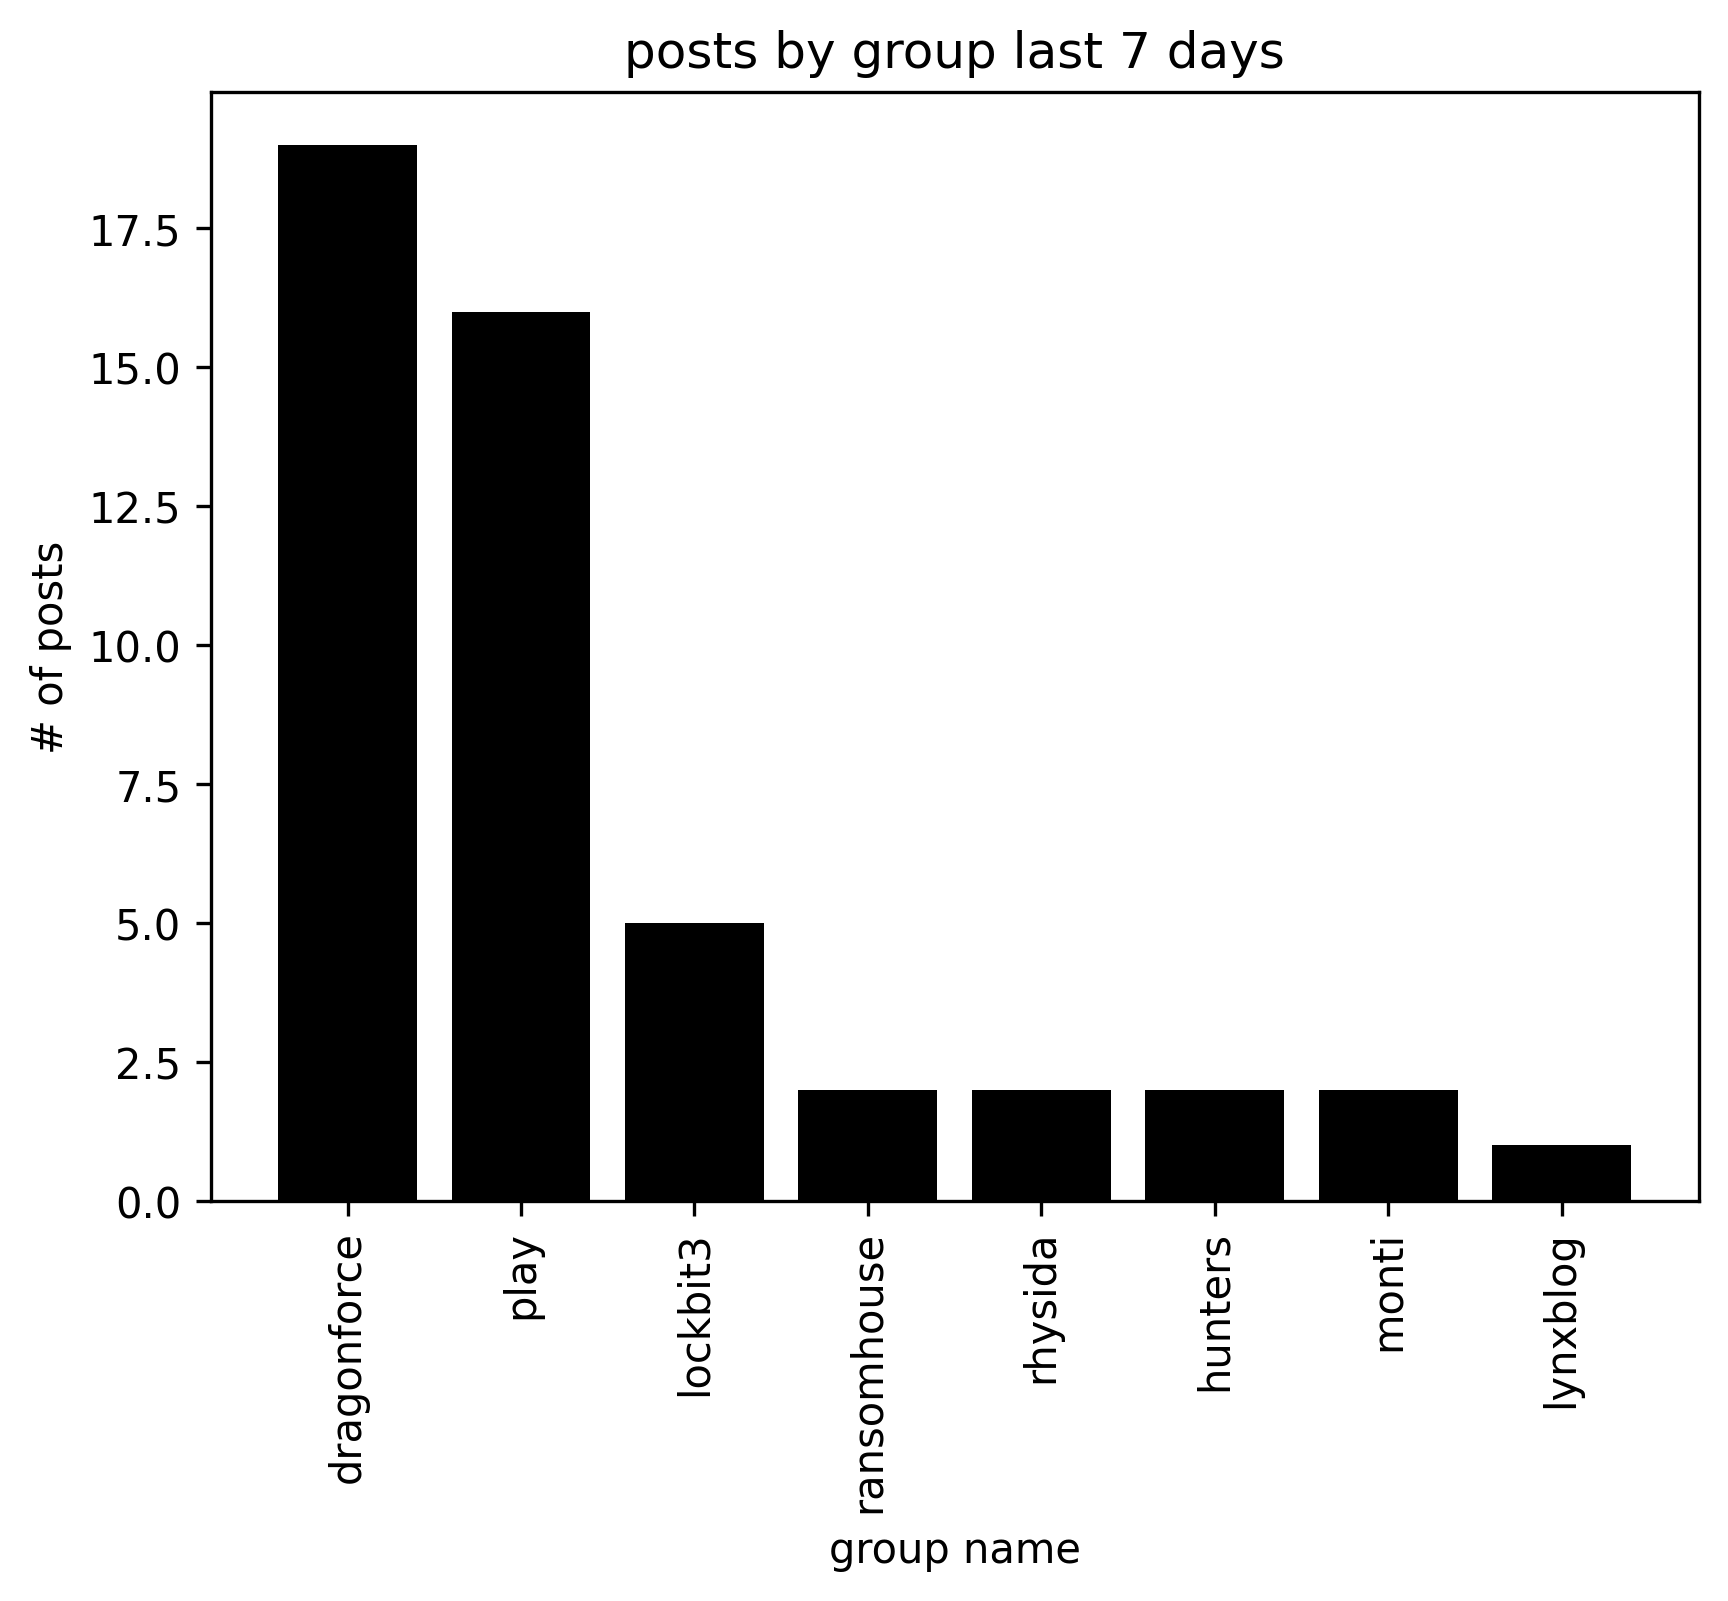 posts by group last 7 days
# of posts
17.5
15.0
12.5
10.0
7.5
5.0
2.5
0.0
dragonforce
play
lockbit3
ransomhouse
rhysida
hunters
monti
lynxblog
group name